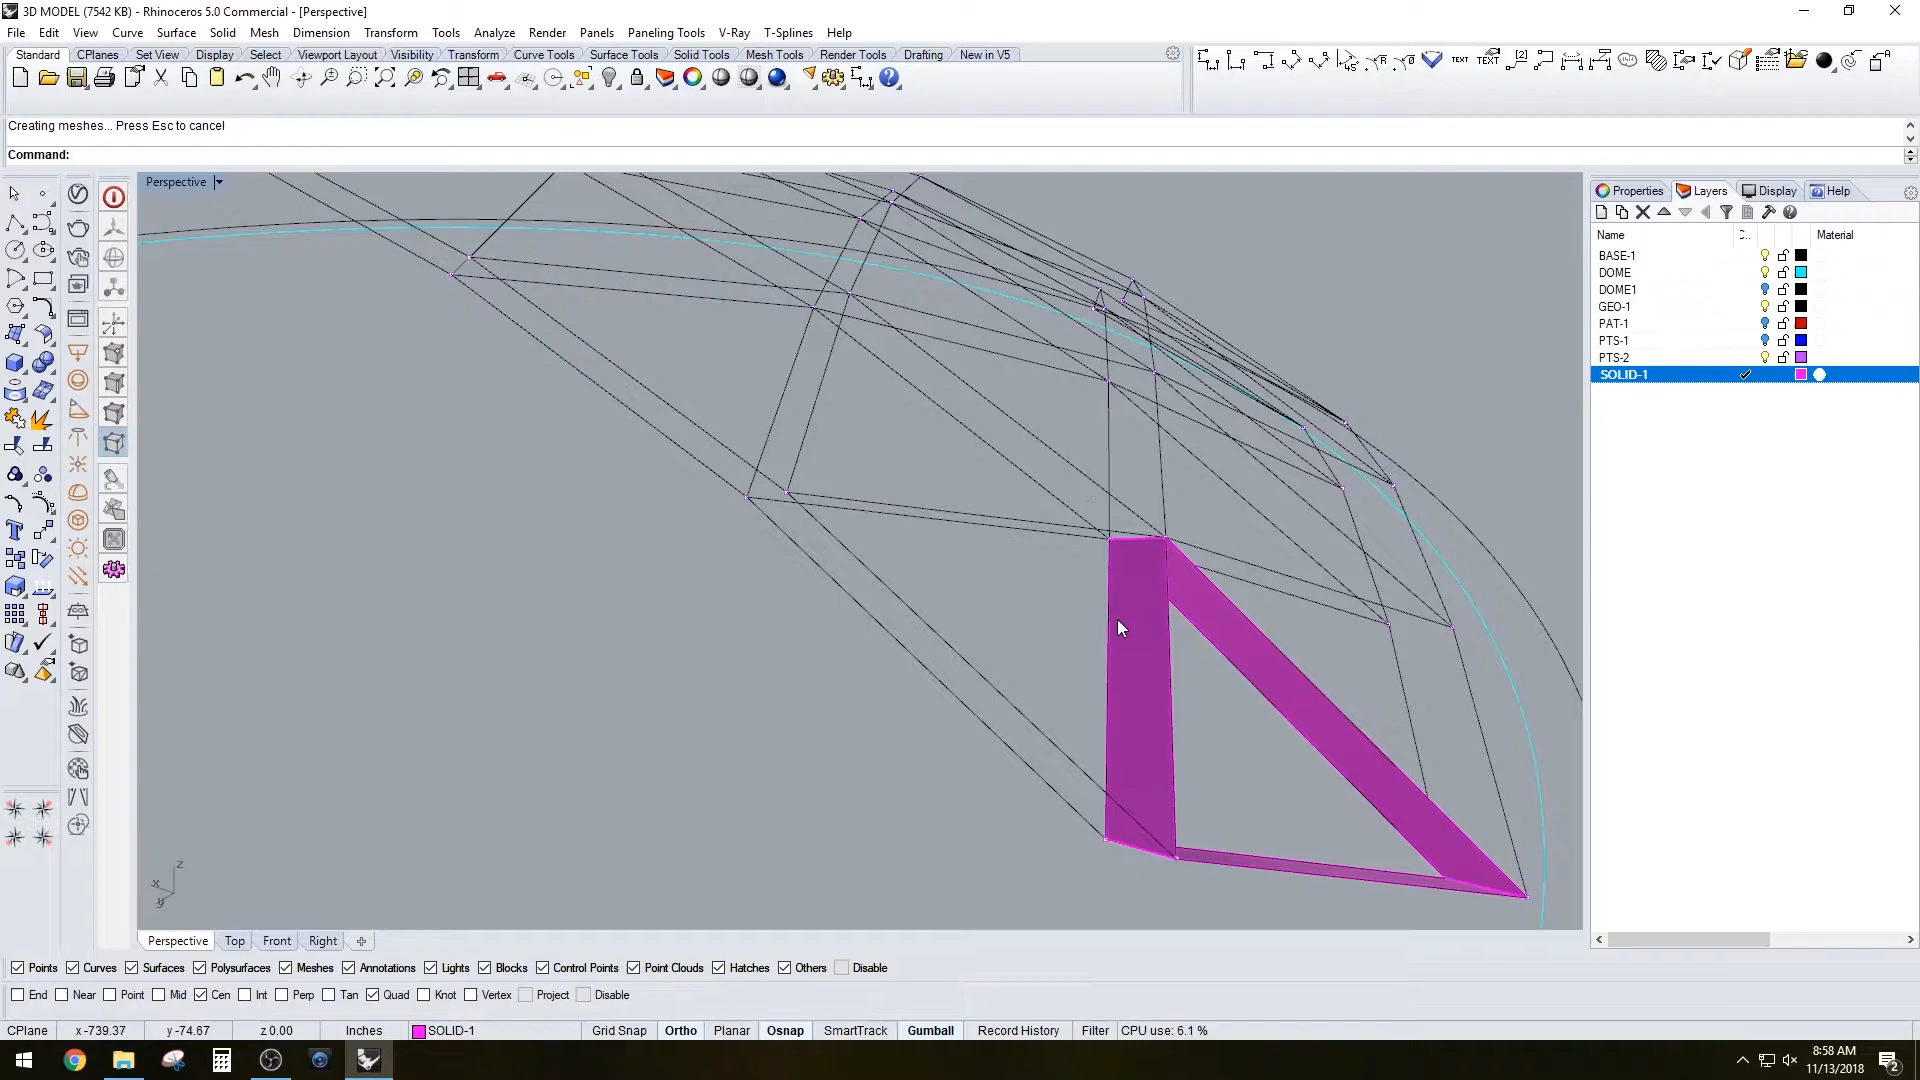 3D MODEL (7542 KB) - Rhinoceros 5.0 Commercial - [Perspective]
File Edit View Curve Surface Solid Mesh Dimension Transform Tools Analyze Render Panels Paneling Tools V-Ray T-Splines Help
Standard CPlanes Set View Display Select Viewport Layout Visibility Transform Curve Tools Surface Tools Solid Tools Mesh Tools Render Tools Drafting New in V5
TEXT TEXT
Creating meshes... Press Esc to cancel
Command:
Perspective
Properties Layers Display Help
Name Material
BASE-1
DOME
DOME1
GEO-1
PAT-1
PTS-1
PTS-2
SOLID-1
z
x
y
Perspective Top Front Right
Points Curves Surfaces Polysurfaces Meshes Annotations Lights Blocks Control Points Point Clouds Hatches Others Disable
End Near Point Mid Cen Int Perp Tan Quad Knot Vertex Project Disable
CPlane x -739.37 y -74.67 z 0.00 Inches SOLID-1 Grid Snap Ortho Planar Osnap SmartTrack Gumball Record History Filter CPU use: 6.1 %
8:58 AM
11/13/2018
2